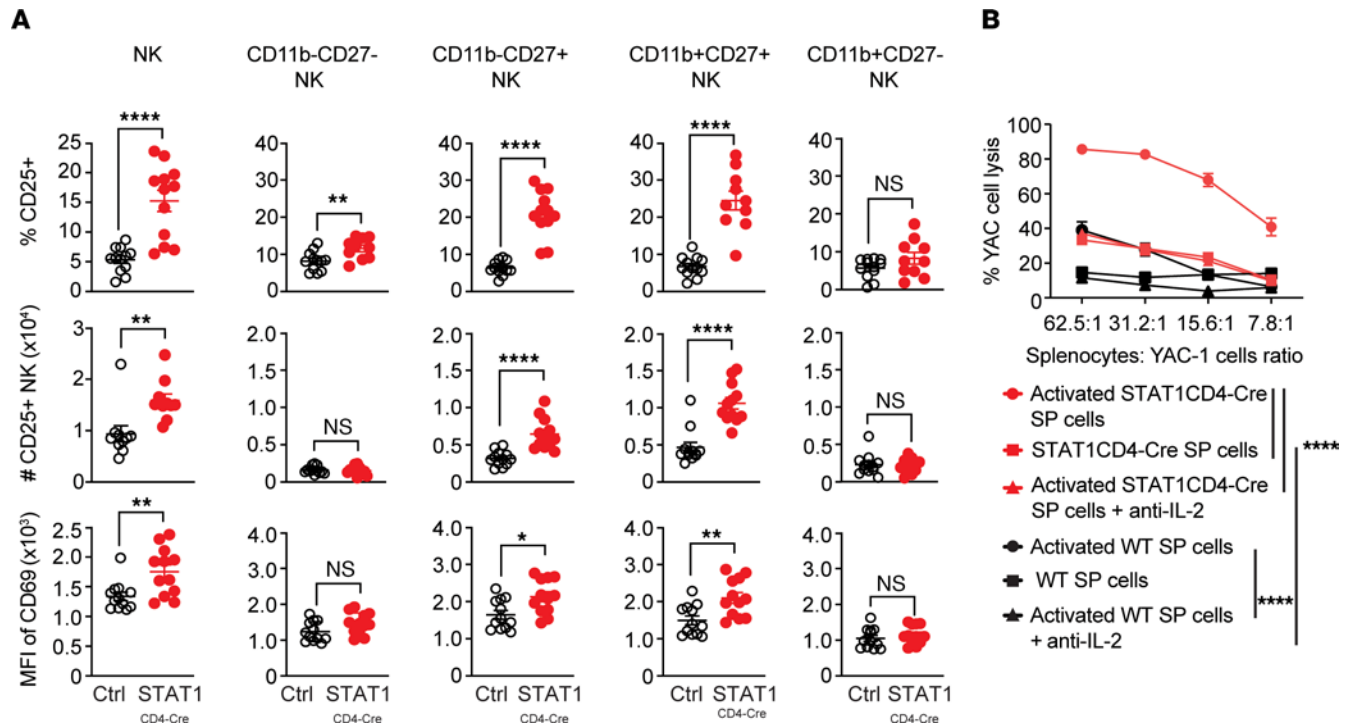 A
B
NK
CD11b-CD27-
NK
CD11b-CD27+
NK
CD11b+CD27+
NK
CD11b+CD27-
NK
% CD25+
25
20
15
10
5
0
****
40
30
20
10
0
**
40
30
20
10
0
****
40
30
20
10
0
****
40
30
20
10
0
NS
# CD25+ NK (x10⁴)
3
2
1
0
**
2.0
1.5
1.0
0.5
0
NS
2.0
1.5
1.0
0.5
0
****
2.0
1.5
1.0
0.5
0
****
2.0
1.5
1.0
0.5
0
NS
MFI of CD69 (x10³)
2.5
2.0
1.5
1.0
0.5
0
**
4.0
3.0
2.0
1.0
0
NS
4.0
3.0
2.0
1.0
0
*
4.0
3.0
2.0
1.0
0
**
4.0
3.0
2.0
1.0
0
NS
Ctrl STAT1
CD4-Cre
Ctrl STAT1
CD4-Cre
Ctrl STAT1
CD4-Cre
Ctrl STAT1
CD4-Cre
Ctrl STAT1
CD4-Cre
% YAC cell lysis
100
80
60
40
20
0
62.5:1 31.2:1 15.6:1 7.8:1
Splenocytes: YAC-1 cells ratio
Activated STAT1CD4-Cre
SP cells
STAT1CD4-Cre SP cells
Activated STAT1CD4-Cre
SP cells + anti-IL-2
Activated WT SP cells
WT SP cells
Activated WT SP cells
+ anti-IL-2
****
****